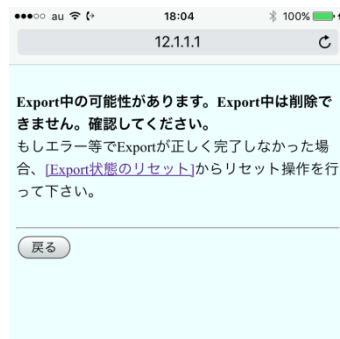 au 18:04 100%
12.1.1.1
Export中の可能性があります。Export中は削除で
きません。確認してください。
もしエラー等でExportが正しく完了しなかった場
合、[Export状態のリセット]からリセット操作を行
って下さい。
戻る